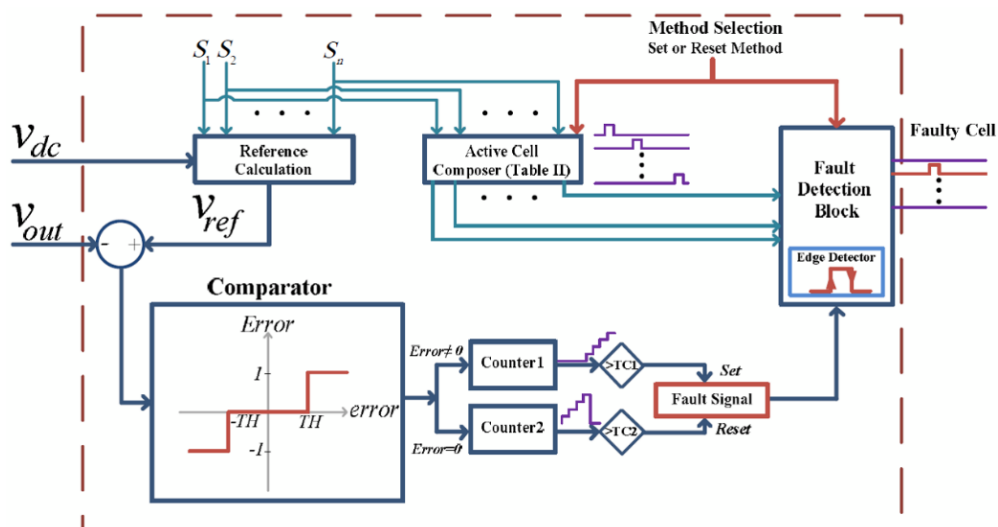 Method Selection
Set or Reset Method
S1 S2 Sn
. . .
. . .
Faulty Cell
vdc
Reference
Calculation
Active Cell
Composer (Table II)
Fault
Detection
Block
. . .
vref
vout
- +
Edge Detector
Comparator
Error
1
-TH
TH
error
-1
Error≠0
Counter1
>TC1
Set
Fault Signal
Counter2
>TC2
Reset
Error=0